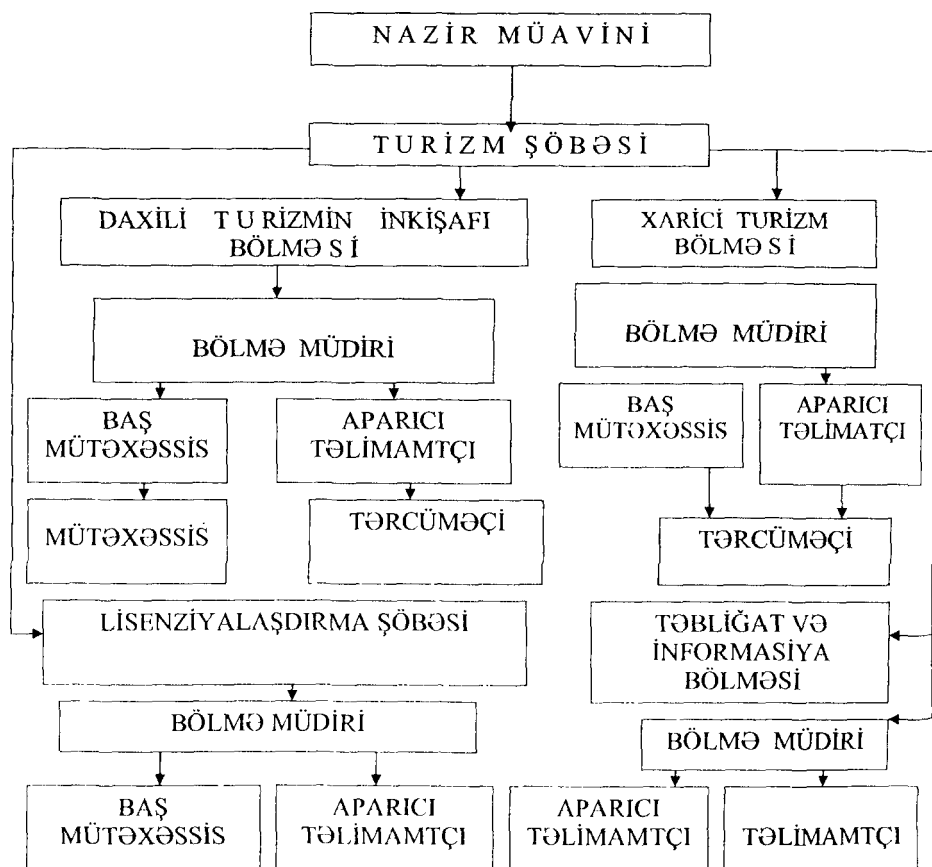 NAZİR MÜAVİNİ
TURİZM ŞÖBƏSİ
DAXİLİ TURİZMİN İNKİŞAFI
BÖLMƏSİ
XARİCİ TURİZM
BÖLMƏSİ
BÖLMƏ MÜDİRİ
BÖLMƏ MÜDİRİ
BAŞ
MÜTƏXƏSSİS
APARICI
TƏLİMAMTÇI
BAŞ
MÜTƏXƏSSİS
APARICI
TƏLİMATÇI
MÜTƏXƏSSİS
TƏRCÜMƏÇİ
TƏRCÜMƏÇİ
LİSENZİYALAŞDIRMA ŞÖBƏSİ
TƏBLİĞAT VƏ
İNFORMASİYA
BÖLMƏSİ
BÖLMƏ MÜDİRİ
BÖLMƏ MÜDİRİ
BAŞ
MÜTƏXƏSSİS
APARICI
TƏLİMAMTÇI
APARICI
TƏLİMAMTÇI
TƏLİMAMTÇI